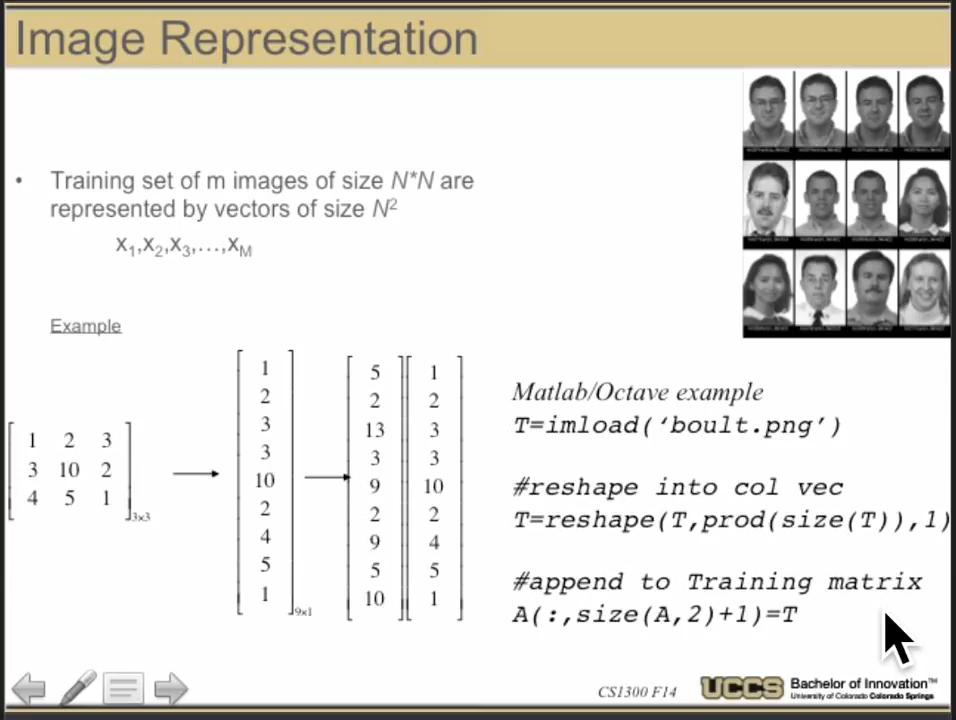 Image Representation
• Training set of m images of size N*N are
represented by vectors of size N²
x₁,x₂,x₃,…,x_M
Example
1 2 3
3 10 2
4 5 1
3×3
1
2
3
3
10
2
4
5
1
9×1
5 1
2 2
13 3
3 3
9 10
2 2
9 4
5 5
10 1
Matlab/Octave example
T=imload(‘boult.png’)
#reshape into col vec
T=reshape(T,prod(size(T)),1)
#append to Training matrix
A(:,size(A,2)+1)=T
CS1300 F14
UCCS
Bachelor of Innovation™
University of Colorado Colorado Springs